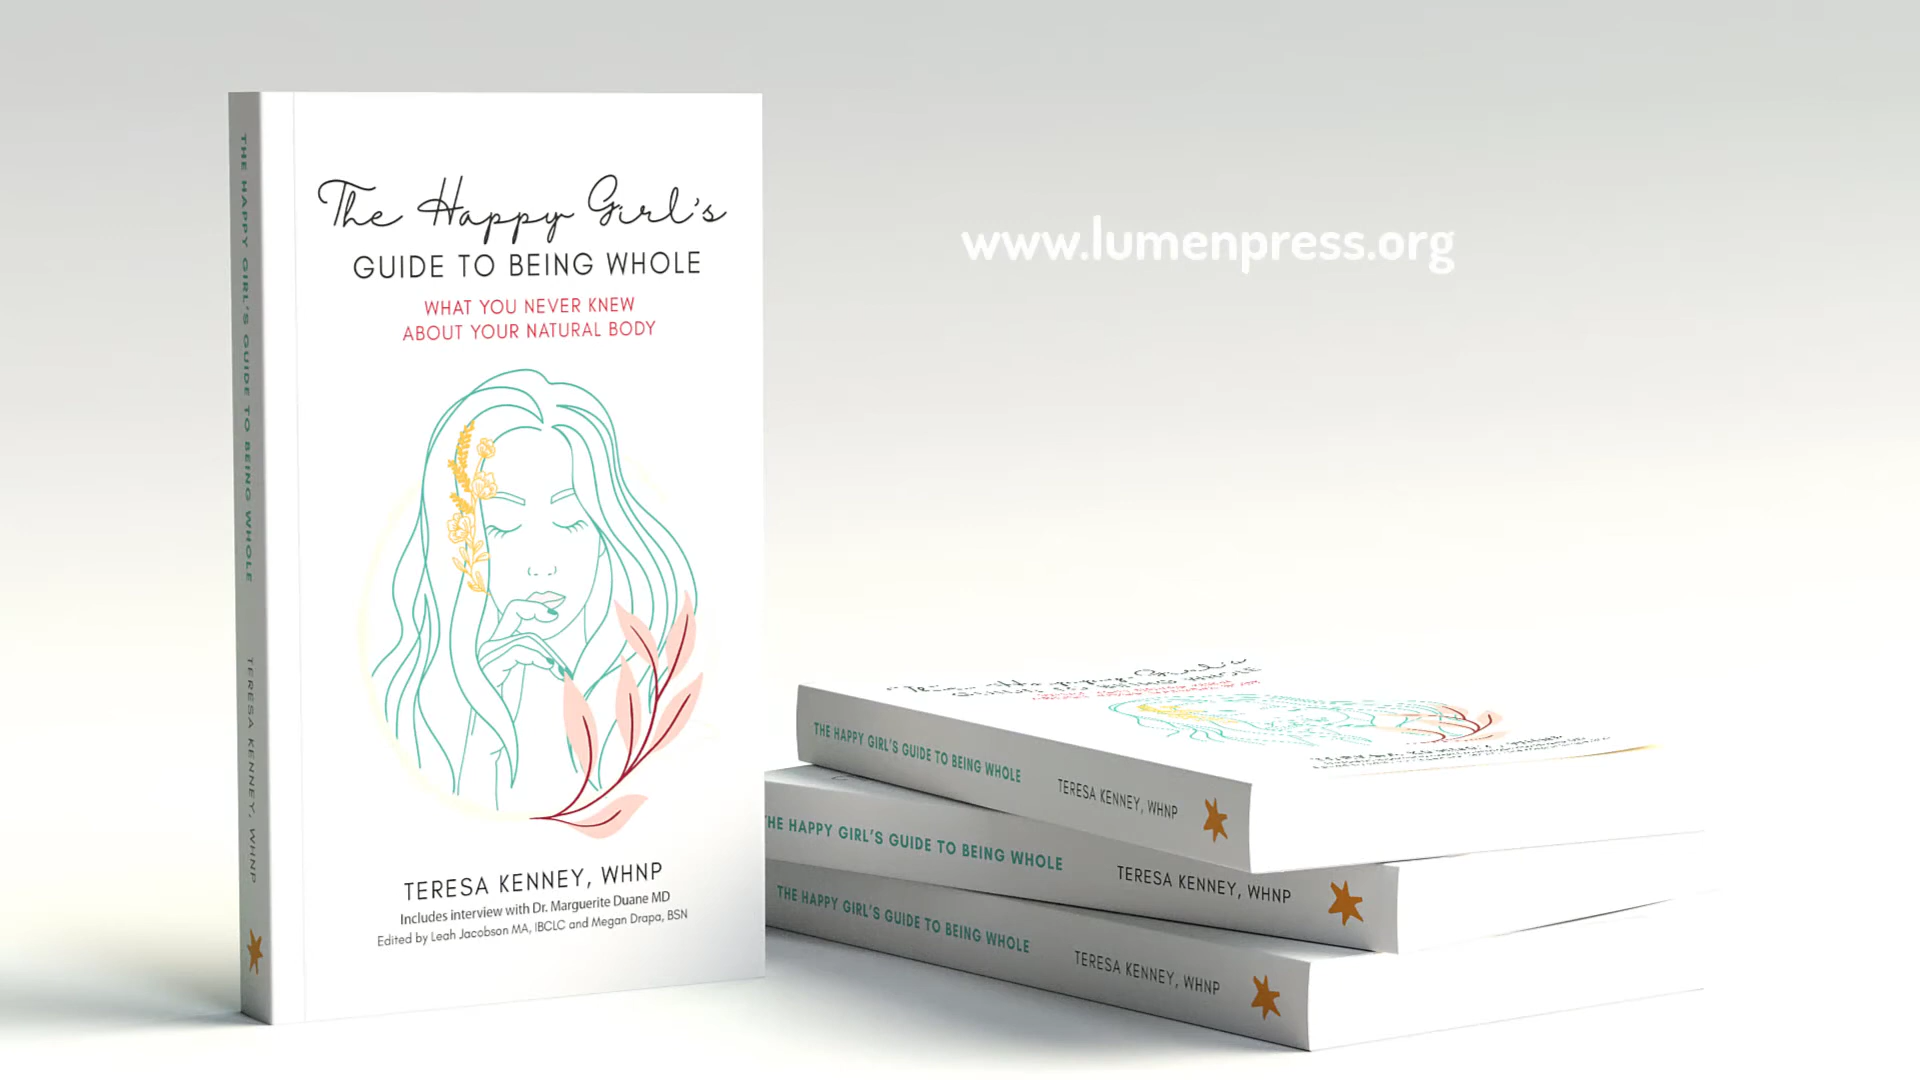 The Happy Girl's
GUIDE TO BEING WHOLE
WHAT YOU NEVER KNEW
ABOUT YOUR NATURAL BODY
TERESA KENNEY, WHNP
Includes interview with Dr. Marguerite Duane MD
Edited by Leah Jacobson MA, IBCLC and Megan Drapa, BSN
THE HAPPY GIRL'S GUIDE TO BEING WHOLE TERESA KENNEY, WHNP
www.lumenpress.org
THE HAPPY GIRL'S GUIDE TO BEING WHOLE TERESA KENNEY, WHNP
THE HAPPY GIRL'S GUIDE TO BEING WHOLE TERESA KENNEY, WHNP
THE HAPPY GIRL'S GUIDE TO BEING WHOLE TERESA KENNEY, WHNP